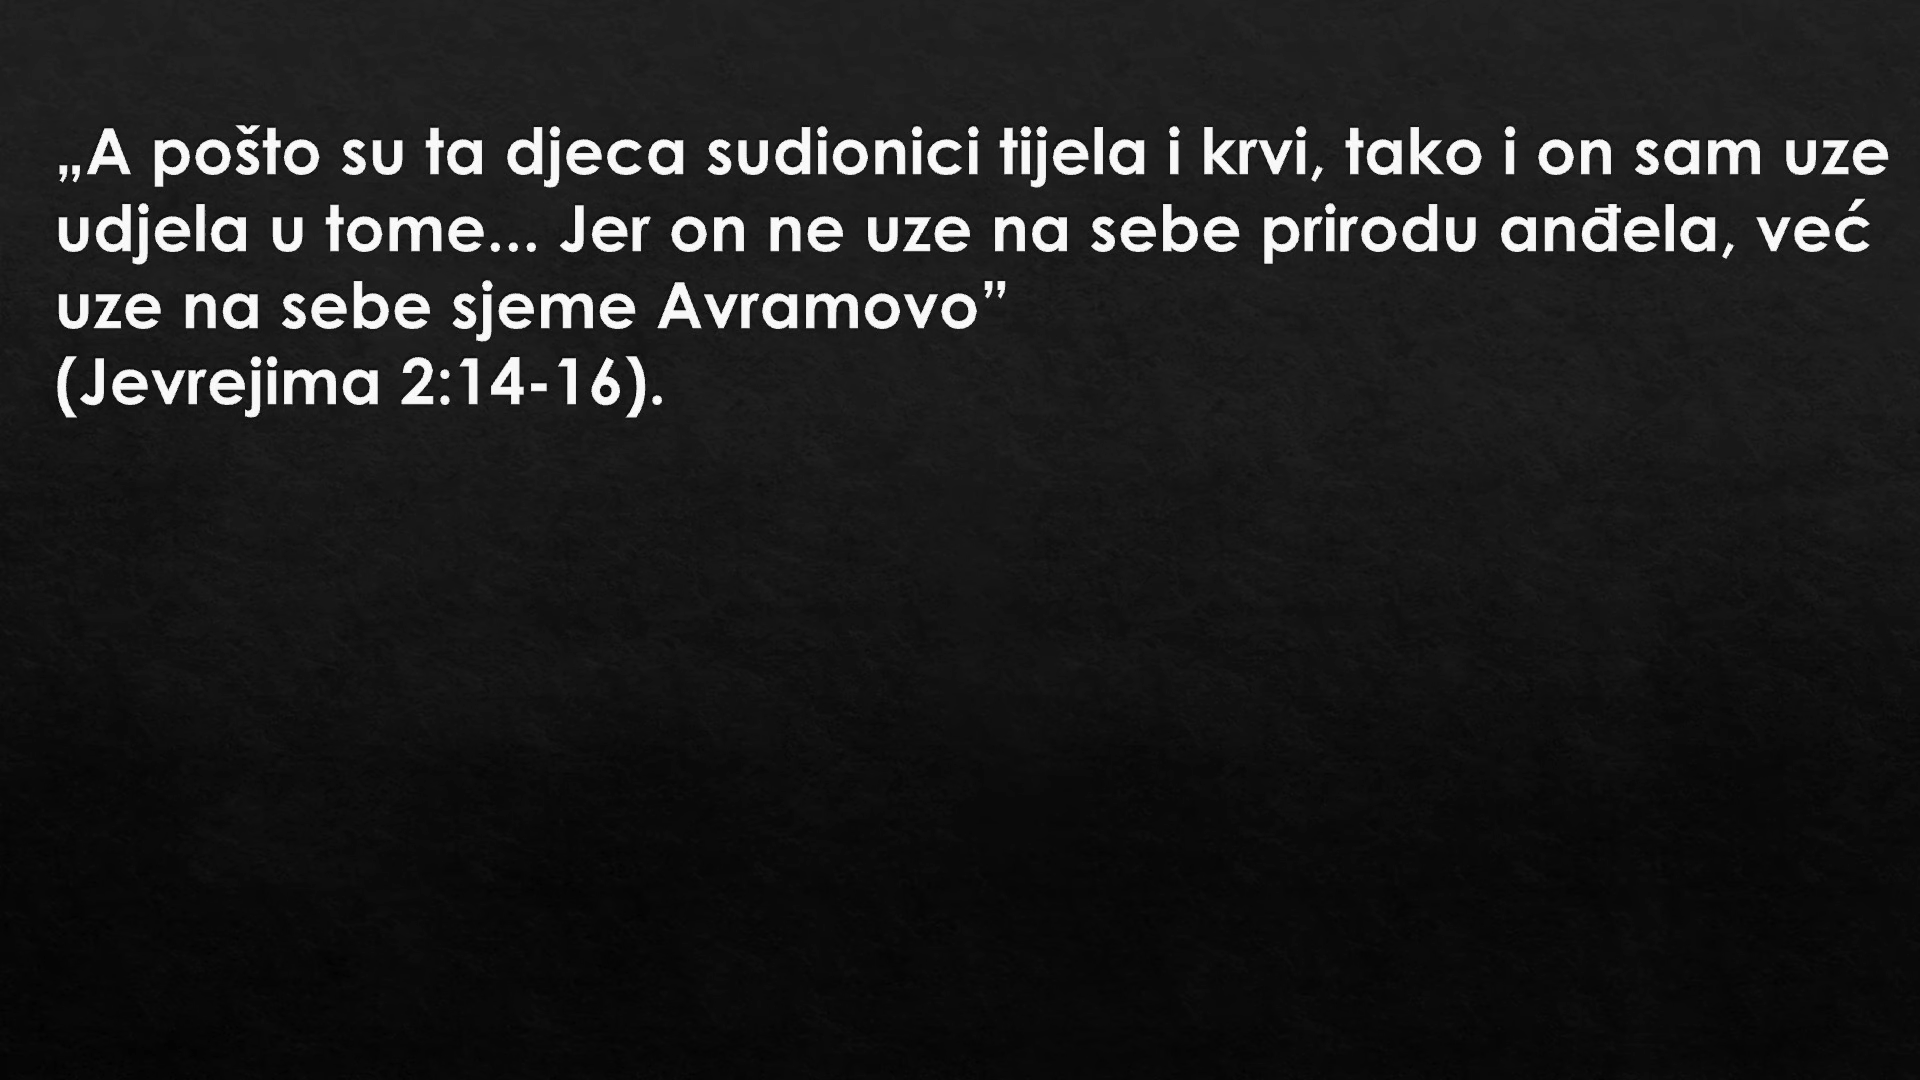 „A pošto su ta djeca sudionici tijela i krvi, tako i on sam uze
udjela u tome... Jer on ne uze na sebe prirodu anđela, već
uze na sebe sjeme Avramovo”
(Jevrejima 2:14-16).